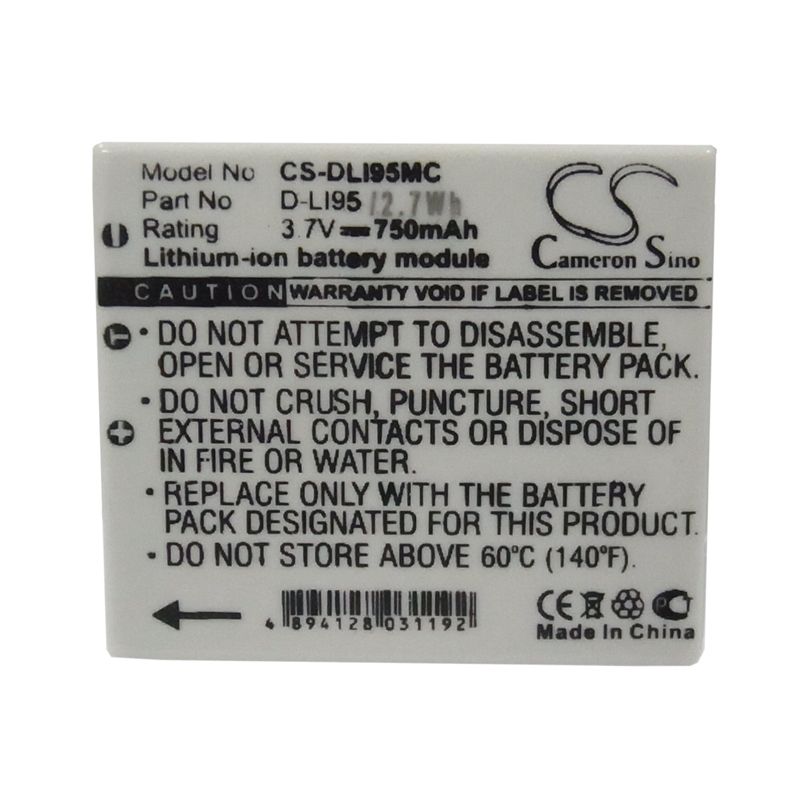 Model No CS-DLI95MC
Part No D-LI95 /2.7Wh
Rating 3.7V 750mAh
Lithium-ion battery module
CS
Cameron Sino
CAUTION WARRANTY VOID IF LABEL IS REMOVED
• DO NOT ATTEMPT TO DISASSEMBLE,
OPEN OR SERVICE THE BATTERY PACK.
• DO NOT CRUSH, PUNCTURE, SHORT
EXTERNAL CONTACTS OR DISPOSE OF
IN FIRE OR WATER.
• REPLACE ONLY WITH THE BATTERY
PACK DESIGNATED FOR THIS PRODUCT.
• DO NOT STORE ABOVE 60°C (140°F).
T
4 894128 031192
CE
Made In China